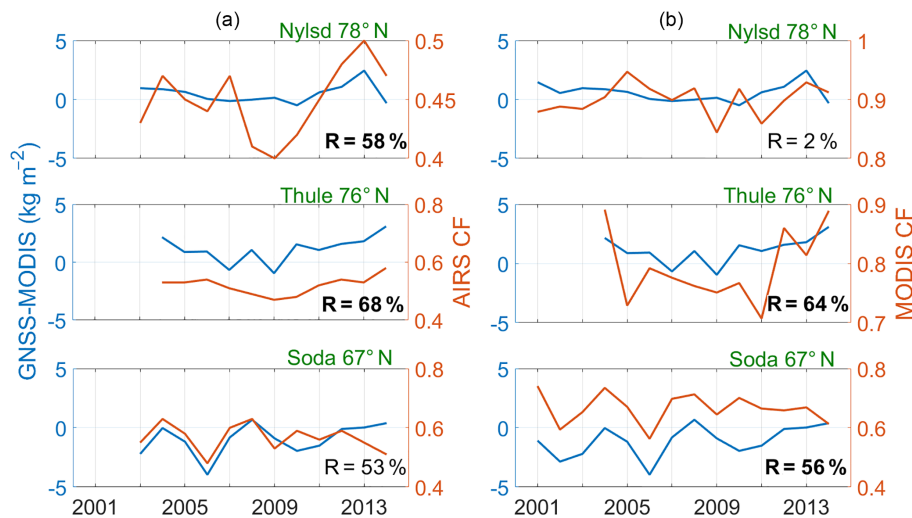 (a)
Nylsd 78° N
5
0
-5
0.5
0.45
0.4
R = 58 %
Thule 76° N
5
0
-5
0.8
0.6
0.4
R = 68 %
Soda 67° N
5
0
-5
0.8
0.6
0.4
R = 53 %
2001 2005 2009 2013
GNSS-MODIS (kg m⁻²)
AIRS CF
(b)
Nylsd 78° N
5
0
-5
1
0.9
0.8
R = 2 %
Thule 76° N
5
0
-5
0.9
0.8
0.7
R = 64 %
Soda 67° N
5
0
-5
0.8
0.6
0.4
R = 56 %
2001 2005 2009 2013
MODIS CF